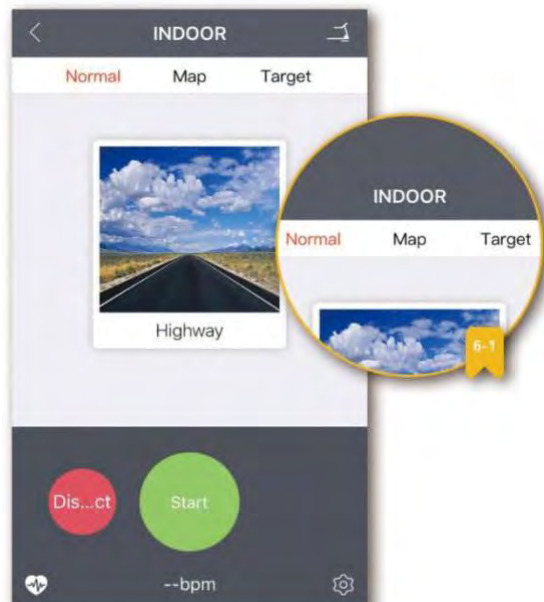 INDOOR
Normal Map Target
Highway
INDOOR
Normal Map Target
6-1
Dis...ct
Start
--bpm